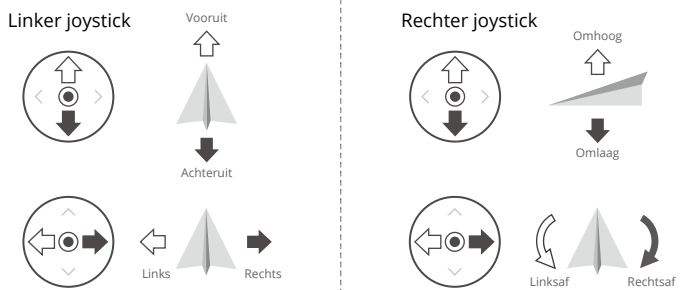 Linker joystick
Vooruit
Achteruit
Links
Rechts
Rechter joystick
Omhoog
Omlaag
Linksaf
Rechtsaf